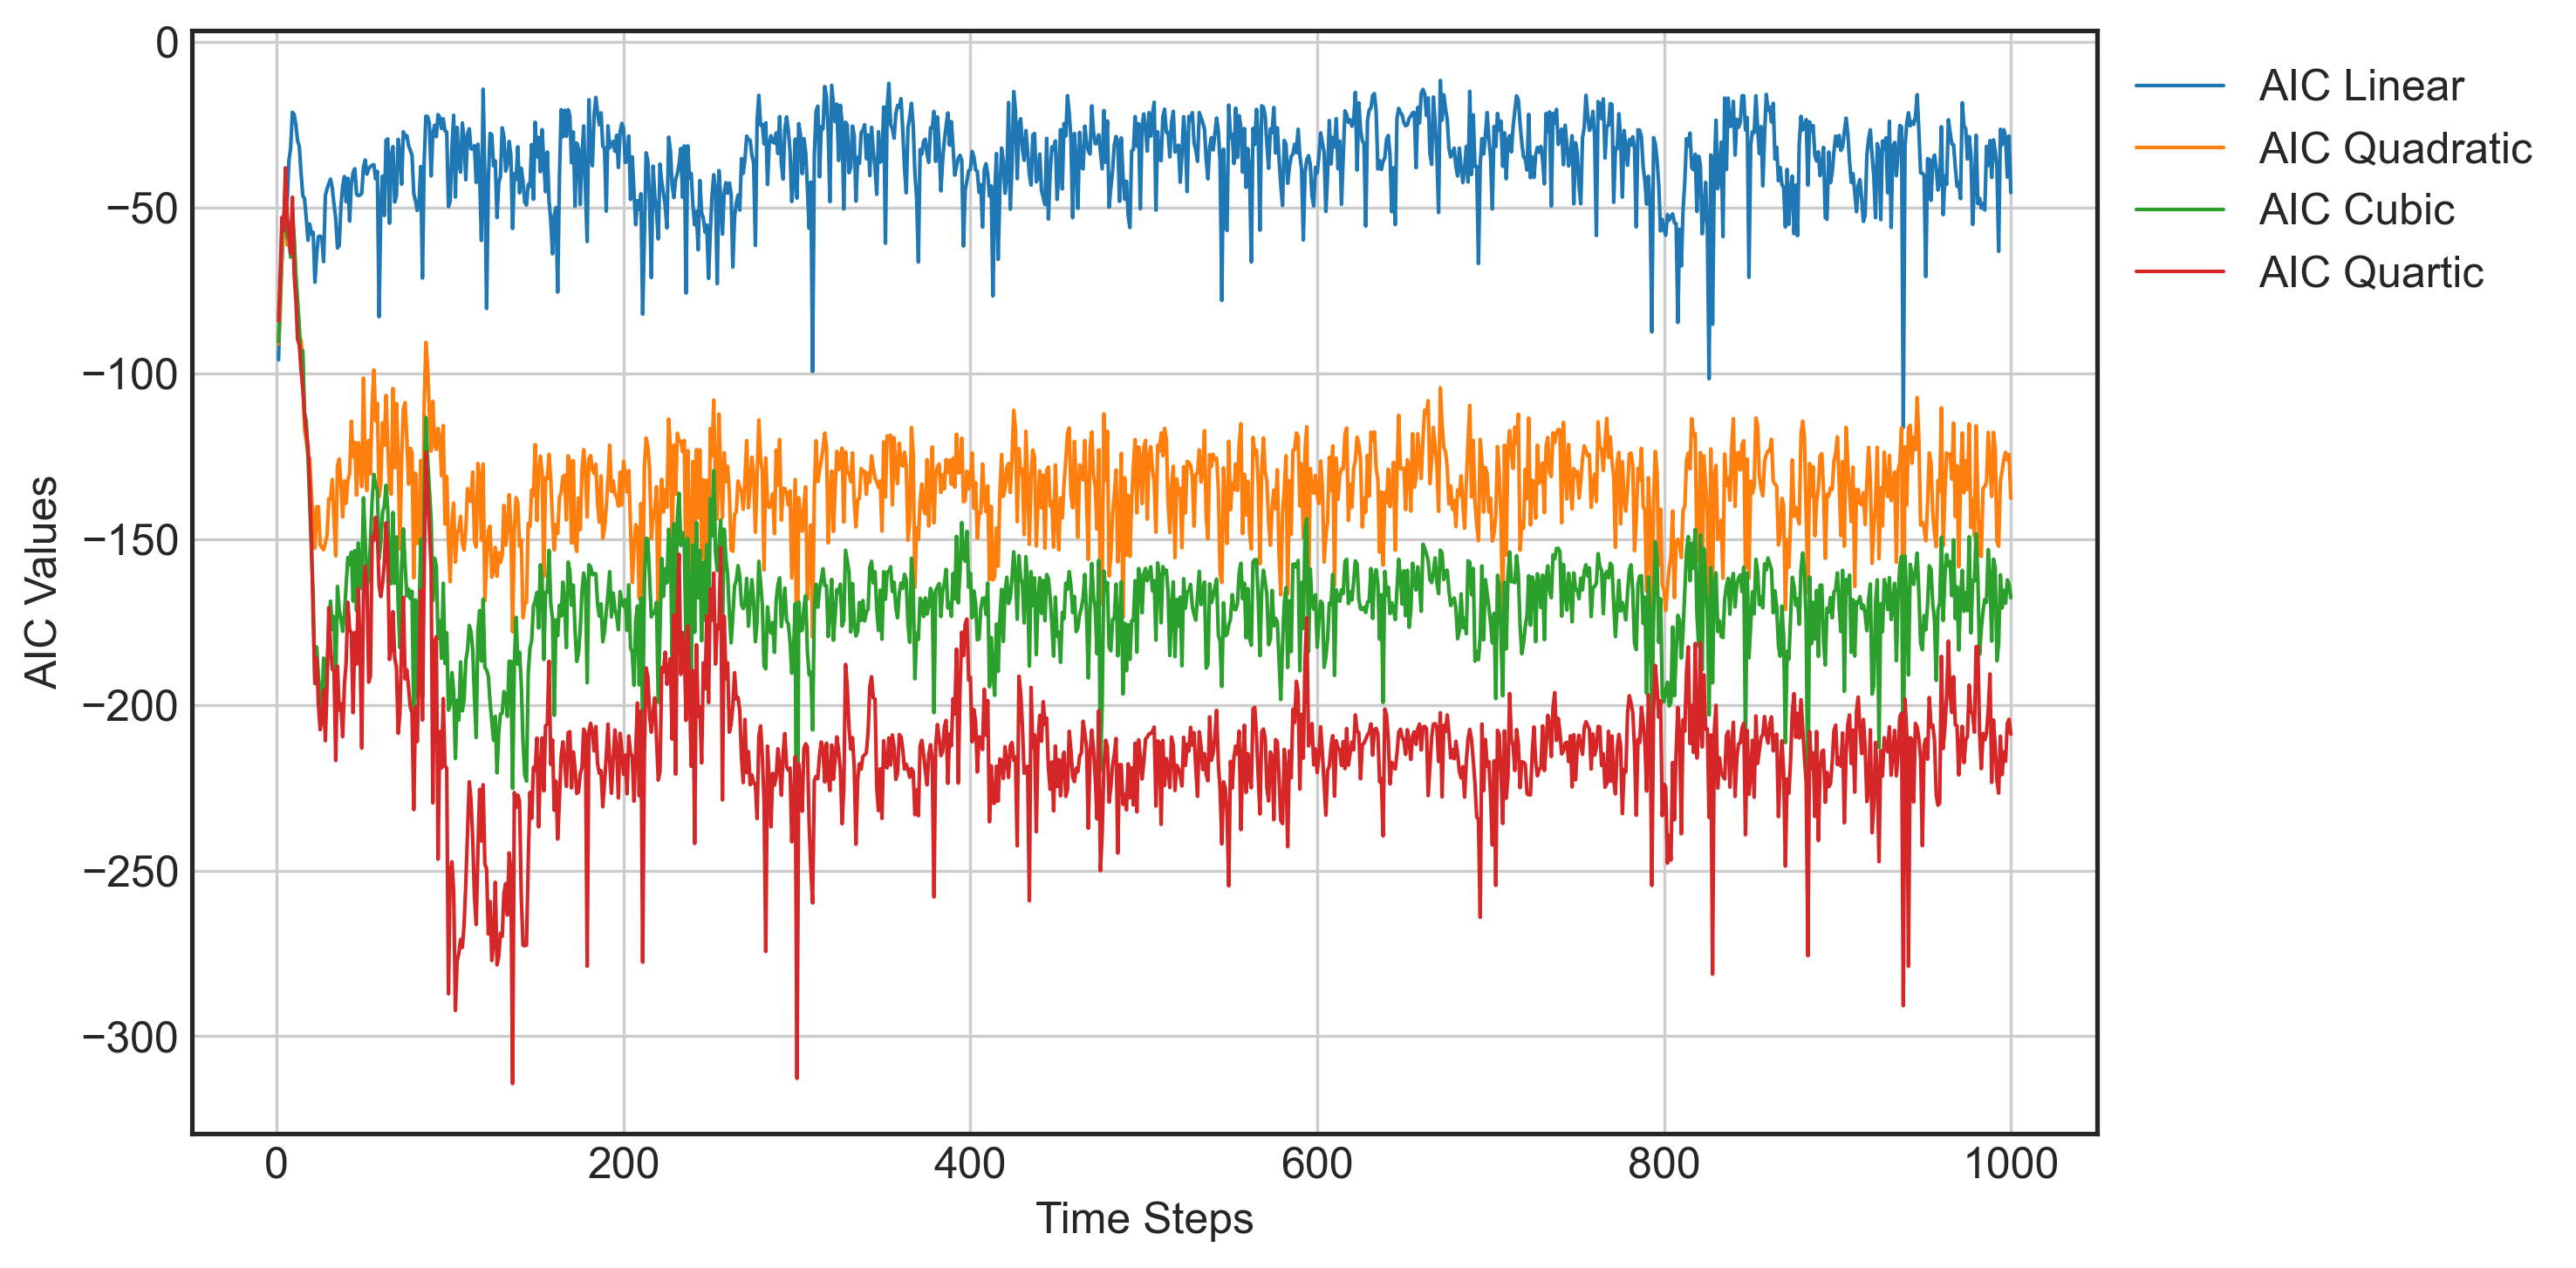 0
−50
−100
−150
−200
−250
−300
AIC Values
0 200 400 600 800 1000
Time Steps
AIC Linear
AIC Quadratic
AIC Cubic
AIC Quartic